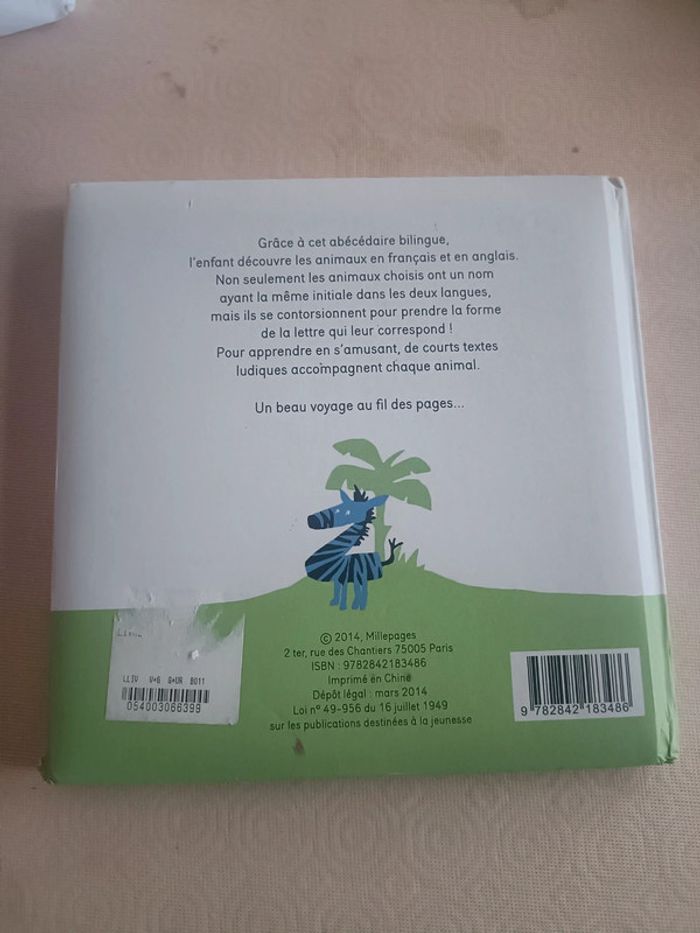 Grâce à cet abécédaire bilingue,
l'enfant découvre les animaux en français et en anglais.
Non seulement les animaux choisis ont un nom
ayant la même initiale dans les deux langues,
mais ils se contorsionnent pour prendre la forme
de la lettre qui leur correspond !
Pour apprendre en s'amusant, de courts textes
ludiques accompagnent chaque animal.
Un beau voyage au fil des pages...
© 2014, Millepages
2 ter, rue des Chantiers 75005 Paris
ISBN : 9782842183486
Imprimé en Chine
Dépôt légal : mars 2014
Loi n° 49-956 du 16 juillet 1949
sur les publications destinées à la jeunesse
LLIV V+G G+UR 8011
054003066399
9 782842 183486